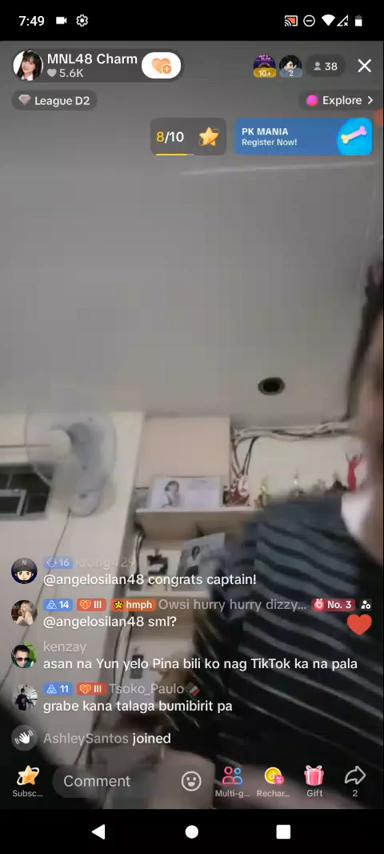 7:49
MNL48 Charm
5.6K
10+
2
38
League D2
Explore >
8/10
PK MANIA
Register Now!
N
16
@angelosilan48 congrats captain!
14 III hmph Owsi hurry hurry dizzy... No. 3
@angelosilan48 sml?
kenzay
asan na Yun yelo Pina bili ko nag TikTok ka na pala
11 III Tsoko_Paulo
grabe kana talaga bumibirit pa
AshleySantos joined
Comment
Subsc...
Multi-g...
Rechar...
Gift
2